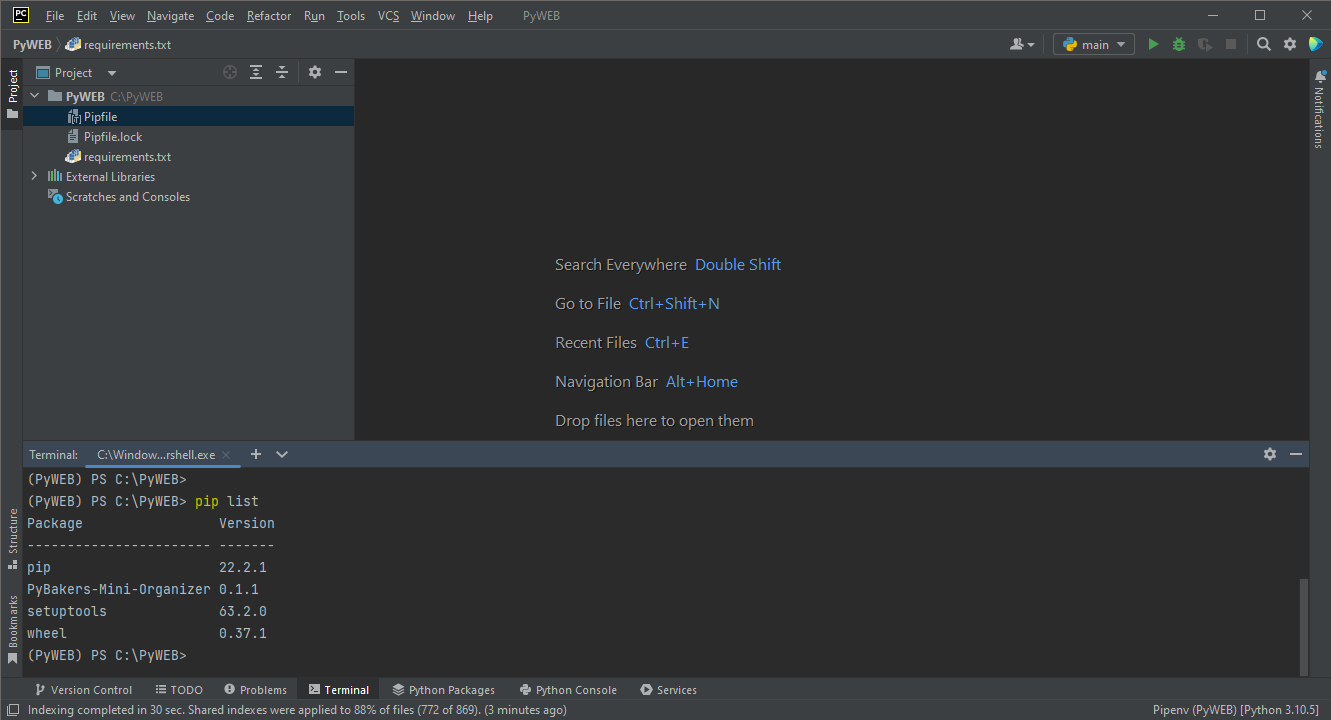 PC File Edit View Navigate Code Refactor Run Tools VCS Window Help PyWEB
PyWEB requirements.txt main
Project
Project
PyWEB C:\PyWEB
Pipfile
Pipfile.lock
requirements.txt
External Libraries
Scratches and Consoles
Search Everywhere Double Shift
Go to File Ctrl+Shift+N
Recent Files Ctrl+E
Navigation Bar Alt+Home
Drop files here to open them
Notifications
Terminal: C:\Window...rshell.exe
(PyWEB) PS C:\PyWEB>
(PyWEB) PS C:\PyWEB> pip list
Package Version
----------------------- -------
pip 22.2.1
PyBakers-Mini-Organizer 0.1.1
setuptools 63.2.0
wheel 0.37.1
(PyWEB) PS C:\PyWEB>
Structure
Bookmarks
Version Control TODO Problems Terminal Python Packages Python Console Services
Indexing completed in 30 sec. Shared indexes were applied to 88% of files (772 of 869). (3 minutes ago) Pipenv (PyWEB) [Python 3.10.5]